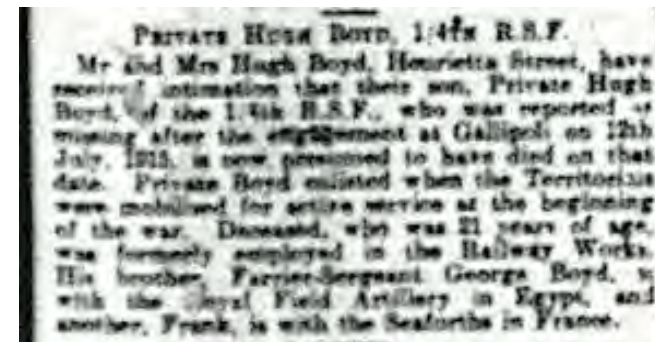 PRIVATE HUGH BOYD, 1/4TH R.S.F.
Mr and Mrs Hugh Boyd, Henrietta Street, have
received intimation that their son, Private Hugh
Boyd, of the 1/4th R.S.F., who was reported as
missing after the engagement at Gallipoli on 12th
July, 1915, is now presumed to have died on that
date. Private Boyd enlisted when the Territorials
were mobilised for active service at the beginning
of the war. Deceased, who was 21 years of age,
was formerly employed in the Railway Works.
His brother, Farrier-Sergeant George Boyd, is
with the Royal Field Artillery in Egypt, and
another, Frank, is with the Seaforths in France.